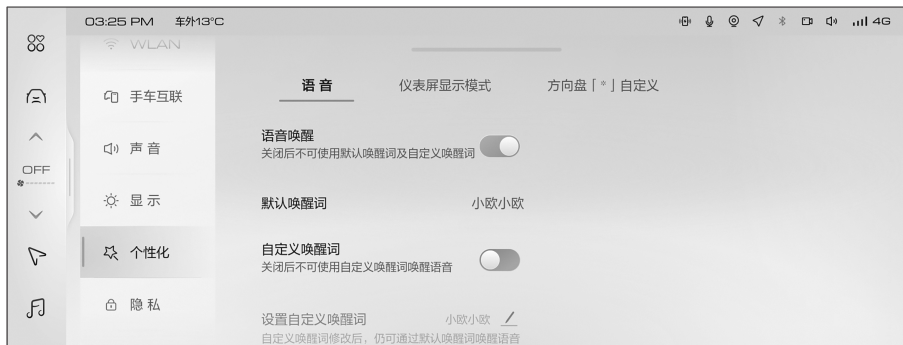 03:25 PM 车外13°C
4G
WLAN
手车互联
声音
OFF
显示
个性化
隐私
语音 仪表屏显示模式 方向盘「*」自定义
语音唤醒
关闭后不可使用默认唤醒词及自定义唤醒词
默认唤醒词 小欧小欧
自定义唤醒词
关闭后不可使用自定义唤醒词唤醒语音
设置自定义唤醒词 小欧小欧
自定义唤醒词修改后，仍可通过默认唤醒词唤醒语音